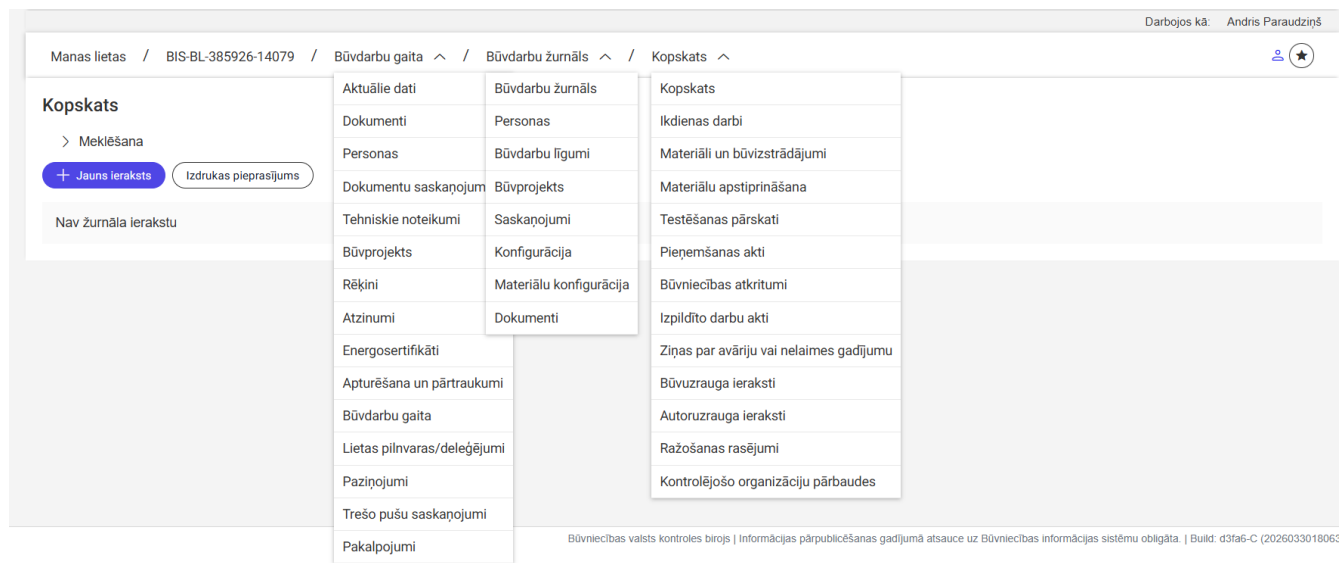 Darbojos kā: Andris Paraudziņš
Manas lietas / BIS-BL-385926-14079 / Būvdarbu gaita / Būvdarbu žurnāls / Kopskats
Kopskats
Meklēšana
Jauns ieraksts
Izdrukas pieprasījums
Nav žurnāla ierakstu
Aktuālie dati
Dokumenti
Personas
Dokumentu saskaņojum
Tehniskie noteikumi
Būvprojekts
Rēķini
Atzinumi
Energosertifikāti
Apturēšana un pārtraukumi
Būvdarbu gaita
Lietas pilnvaras/deleģējumi
Paziņojumi
Trešo pušu saskaņojumi
Pakalpojumi
Būvdarbu žurnāls
Personas
Būvdarbu līgumi
Būvprojekts
Saskaņojumi
Konfigurācija
Materiālu konfigurācija
Dokumenti
Kopskats
Ikdienas darbi
Materiāli un būvizstrādājumi
Materiālu apstiprināšana
Testēšanas pārskati
Pieņemšanas akti
Būvniecības atkritumi
Izpildīto darbu akti
Ziņas par avāriju vai nelaimes gadījumu
Būvuzrauga ieraksti
Autoruzrauga ieraksti
Ražošanas rasējumi
Kontrolējošo organizāciju pārbaudes
Būvniecības valsts kontroles birojs | Informācijas pārpublicēšanas gadījumā atsauce uz Būvniecības informācijas sistēmu obligāta. | Build: d3fa6-C (2026033018063